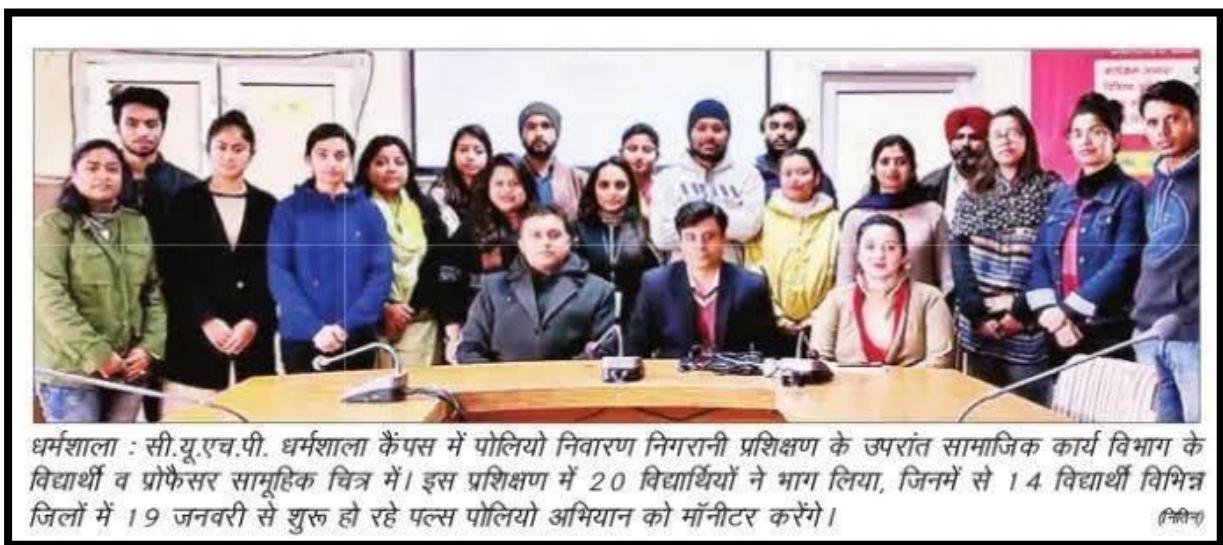 धर्मशाला : सी.यू.एच.पी. धर्मशाला कैंपस में पोलियो निवारण निगरानी प्रशिक्षण के उपरांत सामाजिक कार्य विभाग के
विद्यार्थी व प्रोफैसर सामूहिक चित्र में। इस प्रशिक्षण में 20 विद्यार्थियों ने भाग लिया, जिनमें से 14 विद्यार्थी विभिन्न
जिलों में 19 जनवरी से शुरू हो रहे पल्स पोलियो अभियान को मॉनीटर करेंगे।
(नितिन)